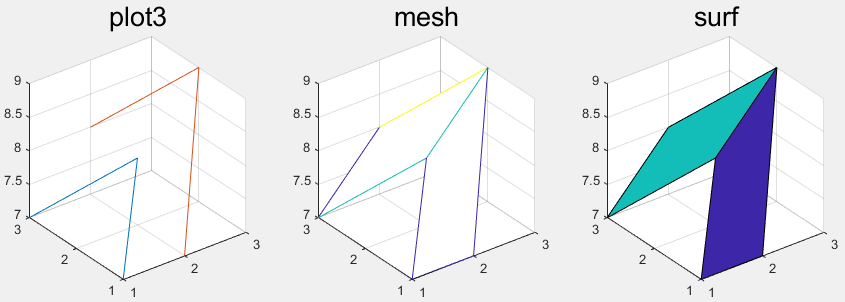 plot3 mesh surf
9 9 9
8.5 8.5 8.5
8 8 8
7.5 7.5 7.5
7 7 7
3 3 3
3 3 3
2 2 2 2 2 2
1 1 1 1 1 1